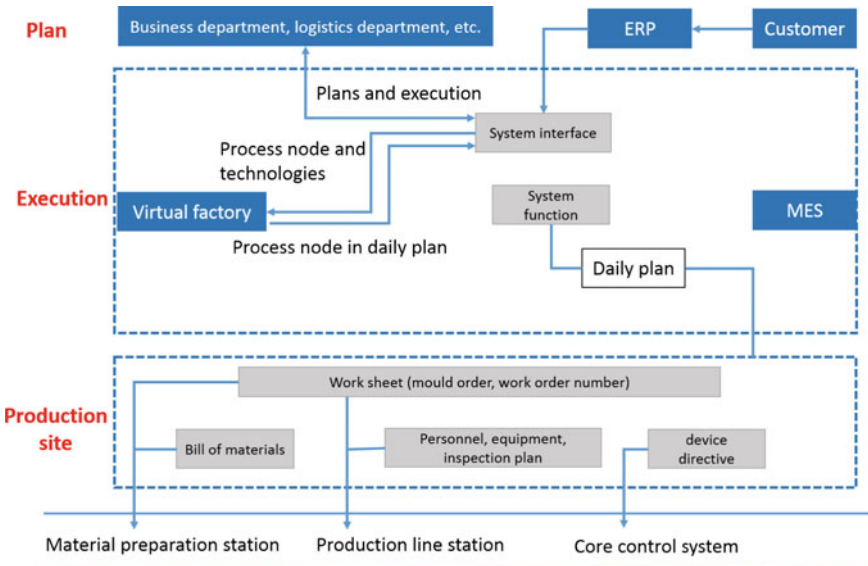 Plan
Business department, logistics department, etc.
ERP
Customer
Plans and execution
System interface
Process node and
technologies
Execution
Virtual factory
System
function
MES
Process node in daily plan
Daily plan
Work sheet (mould order, work order number)
Production
site
Bill of materials
Personnel, equipment,
inspection plan
device
directive
Material preparation station
Production line station
Core control system